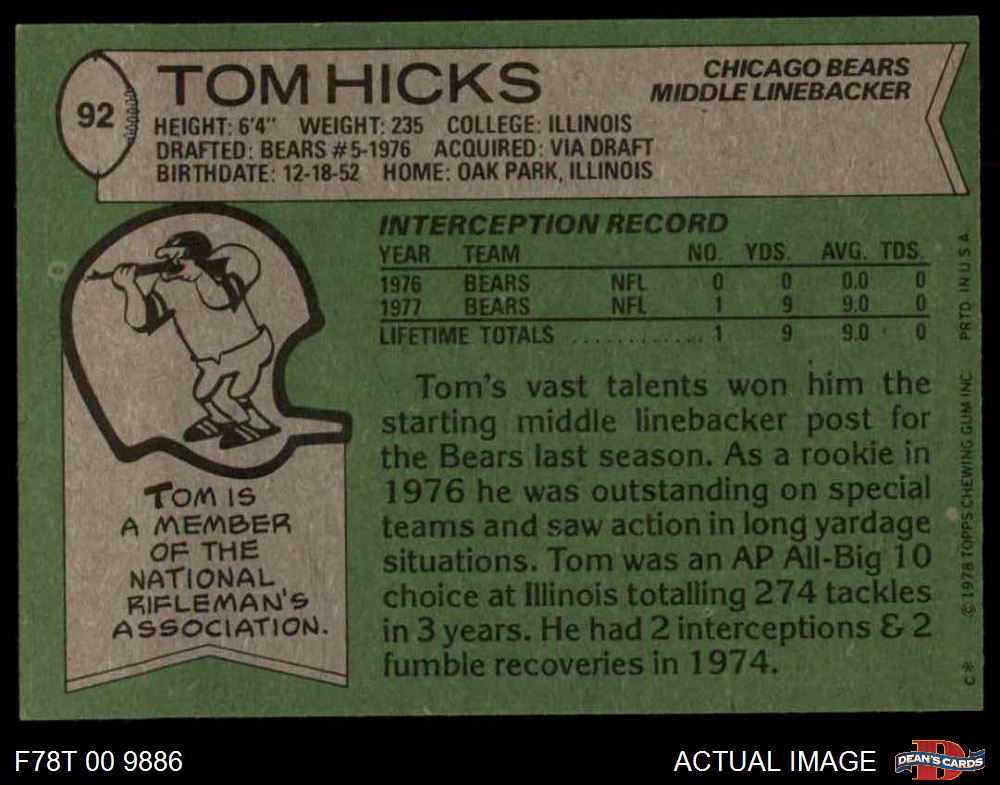 92
TOM HICKS
CHICAGO BEARS
MIDDLE LINEBACKER
HEIGHT: 6'4" WEIGHT: 235 COLLEGE: ILLINOIS
DRAFTED: BEARS #5-1976 ACQUIRED: VIA DRAFT
BIRTHDATE: 12-18-52 HOME: OAK PARK, ILLINOIS
INTERCEPTION RECORD
YEAR TEAM NO. YDS. AVG. TDS.
1976 BEARS NFL 0 0 0.0 0
1977 BEARS NFL 1 9 9.0 0
LIFETIME TOTALS ............ 1 9 9.0 0
Tom's vast talents won him the
starting middle linebacker post for
the Bears last season. As a rookie in
1976 he was outstanding on special
teams and saw action in long yardage
situations. Tom was an AP All-Big 10
choice at Illinois totalling 274 tackles
in 3 years. He had 2 interceptions & 2
fumble recoveries in 1974.
TOM IS
A MEMBER
OF THE
NATIONAL
RIFLEMAN'S
ASSOCIATION.
C* © 1978 TOPPS CHEWING GUM INC PRTD IN U S A
F78T 00 9886
ACTUAL IMAGE
DEAN'S CARDS